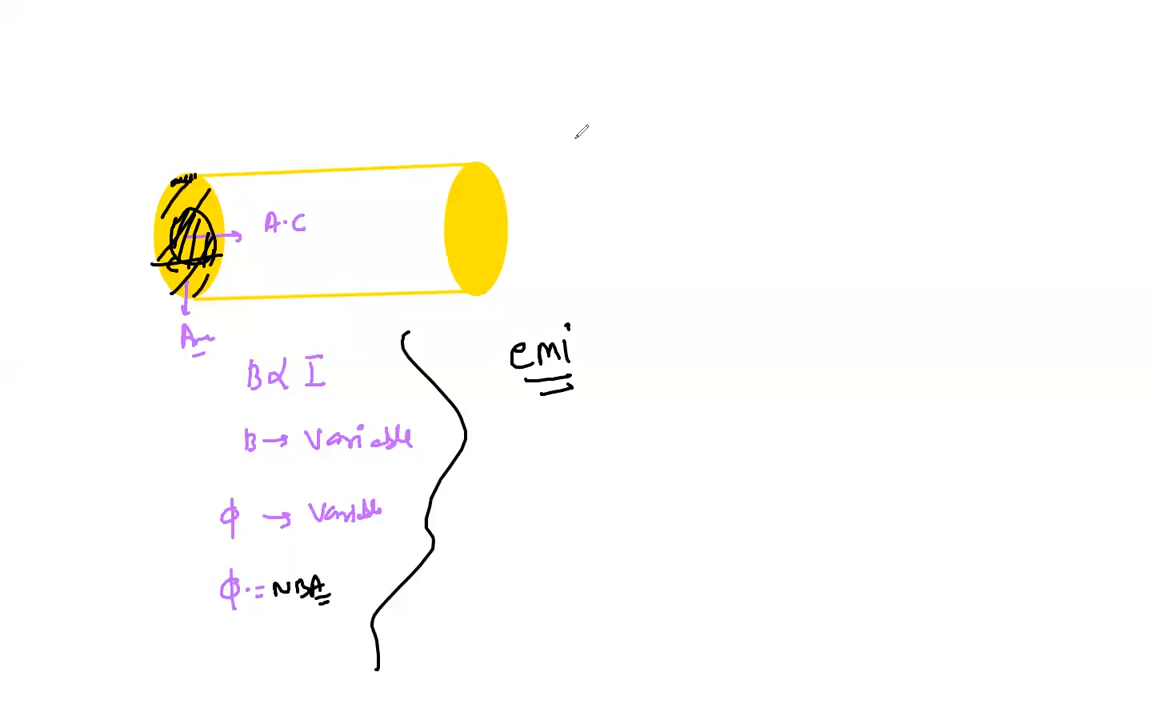 A.C
Am
B ∝ I
B → Variable
ϕ → Variable
ϕ = NBA
emi